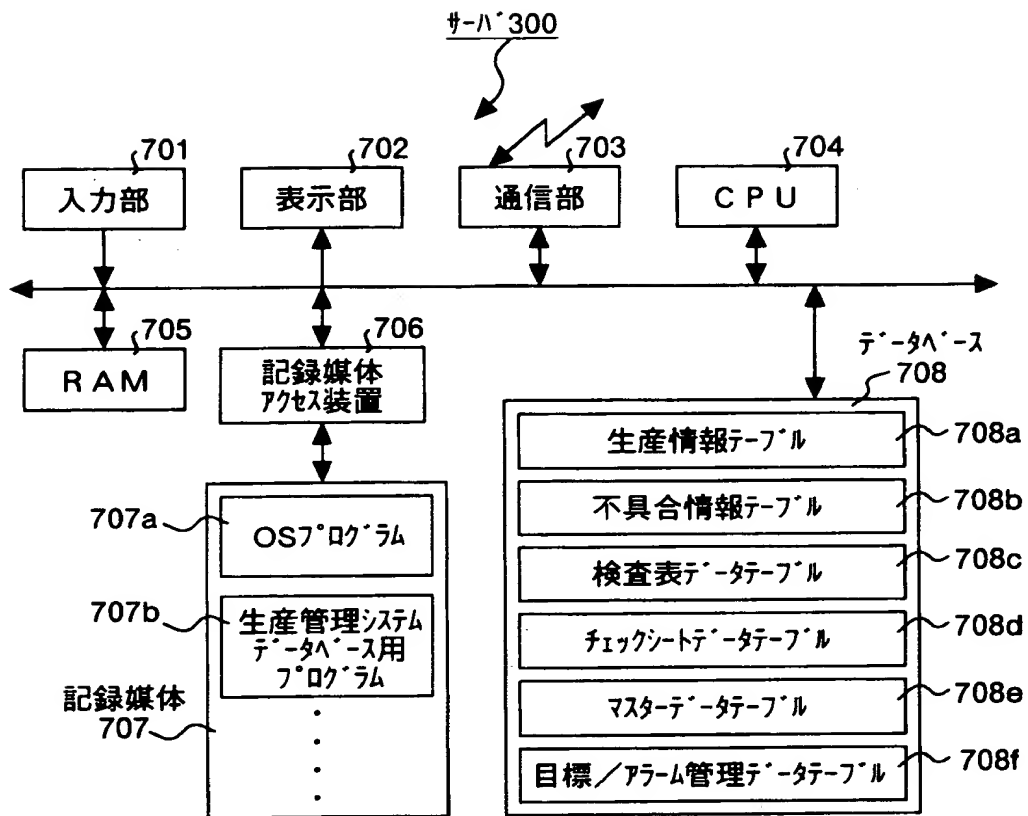 サーバ 300
701
702
703
704
入力部
表示部
通信部
CPU
705
706
RAM
記録媒体
アクセス装置
データベース
708
707a
OSプログラム
707b
生産管理システム
データベース用
プログラム
記録媒体
707
生産情報テーブル
708a
不具合情報テーブル
708b
検査表データテーブル
708c
チェックシートデータテーブル
708d
マスターデータテーブル
708e
目標/アラーム管理データテーブル
708f